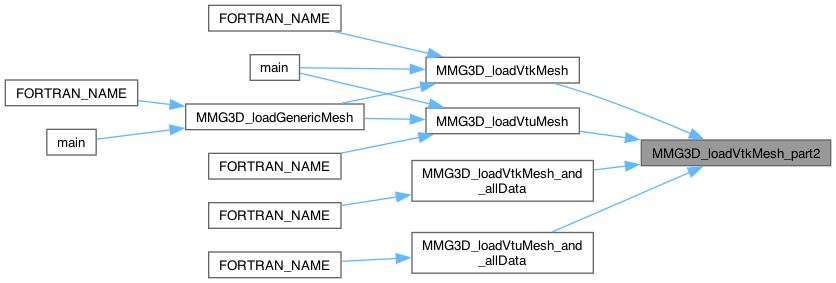 FORTRAN_NAME
main
MMG3D_loadVtkMesh
FORTRAN_NAME
MMG3D_loadGenericMesh
MMG3D_loadVtuMesh
main
MMG3D_loadVtkMesh_part2
FORTRAN_NAME
MMG3D_loadVtkMesh_and
_allData
FORTRAN_NAME
MMG3D_loadVtuMesh_and
_allData
FORTRAN_NAME